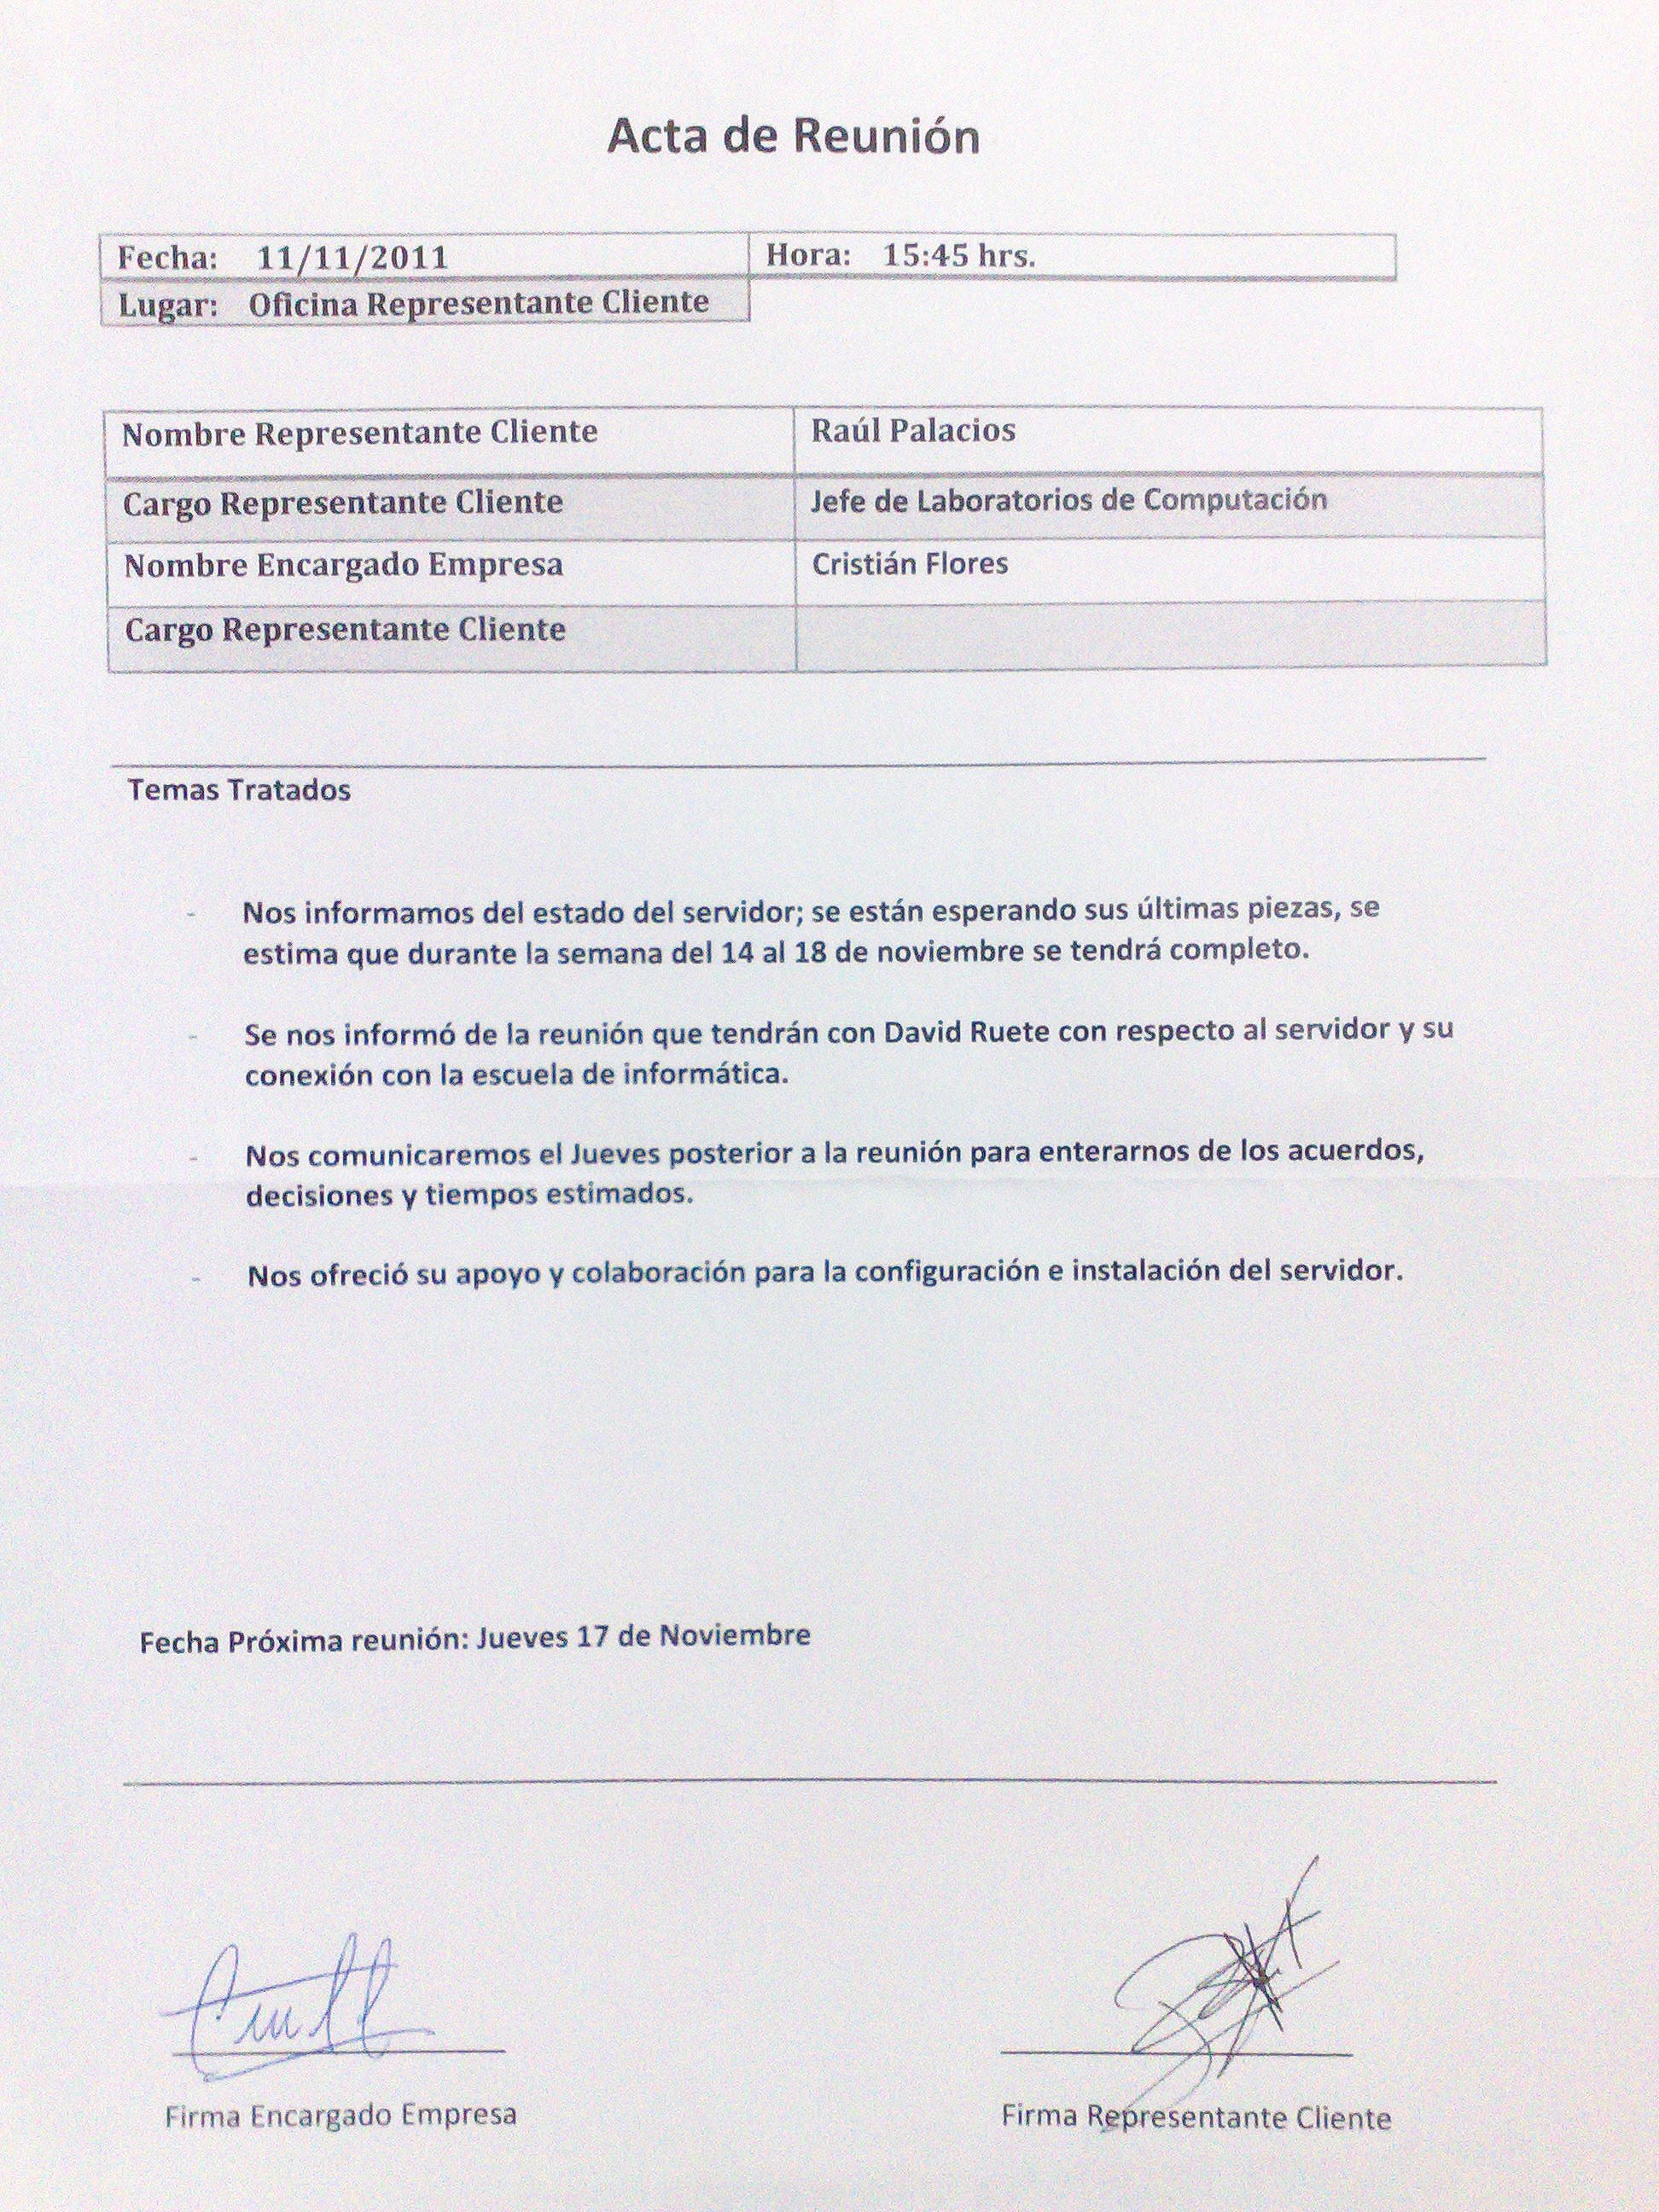 Acta de Reunión
Fecha: 11/11/2011 Hora: 15:45 hrs.
Lugar: Oficina Representante Cliente
Nombre Representante Cliente Raúl Palacios
Cargo Representante Cliente Jefe de Laboratorios de Computación
Nombre Encargado Empresa Cristián Flores
Cargo Representante Cliente
Temas Tratados
- Nos informamos del estado del servidor; se están esperando sus últimas piezas, se
estima que durante la semana del 14 al 18 de noviembre se tendrá completo.
- Se nos informó de la reunión que tendrán con David Ruete con respecto al servidor y su
conexión con la escuela de informática.
- Nos comunicaremos el Jueves posterior a la reunión para enterarnos de los acuerdos,
decisiones y tiempos estimados.
- Nos ofreció su apoyo y colaboración para la configuración e instalación del servidor.
Fecha Próxima reunión: Jueves 17 de Noviembre
Firma Encargado Empresa Firma Representante Cliente